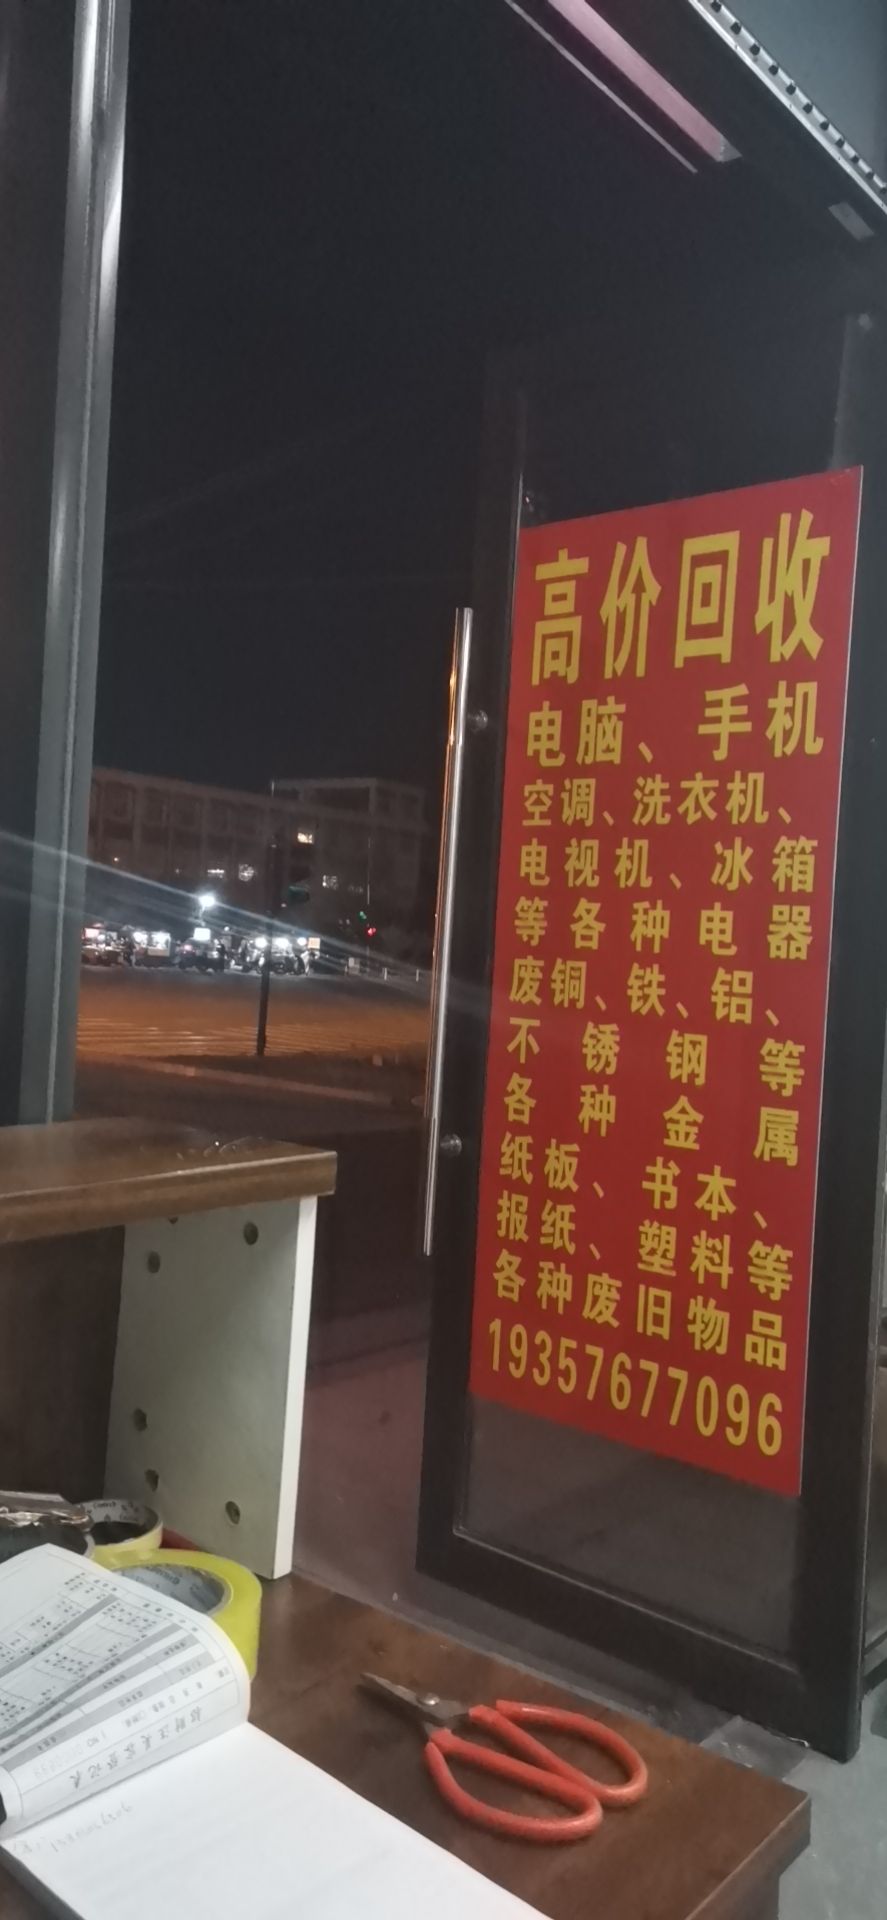 高价回收
电脑、手机
空调、洗衣机、
电视机、冰箱
等各种电器
废铜、铁、铝、
不锈钢等
各种金属
纸板、书本、
报纸、塑料等
各种废旧物品
19357677096